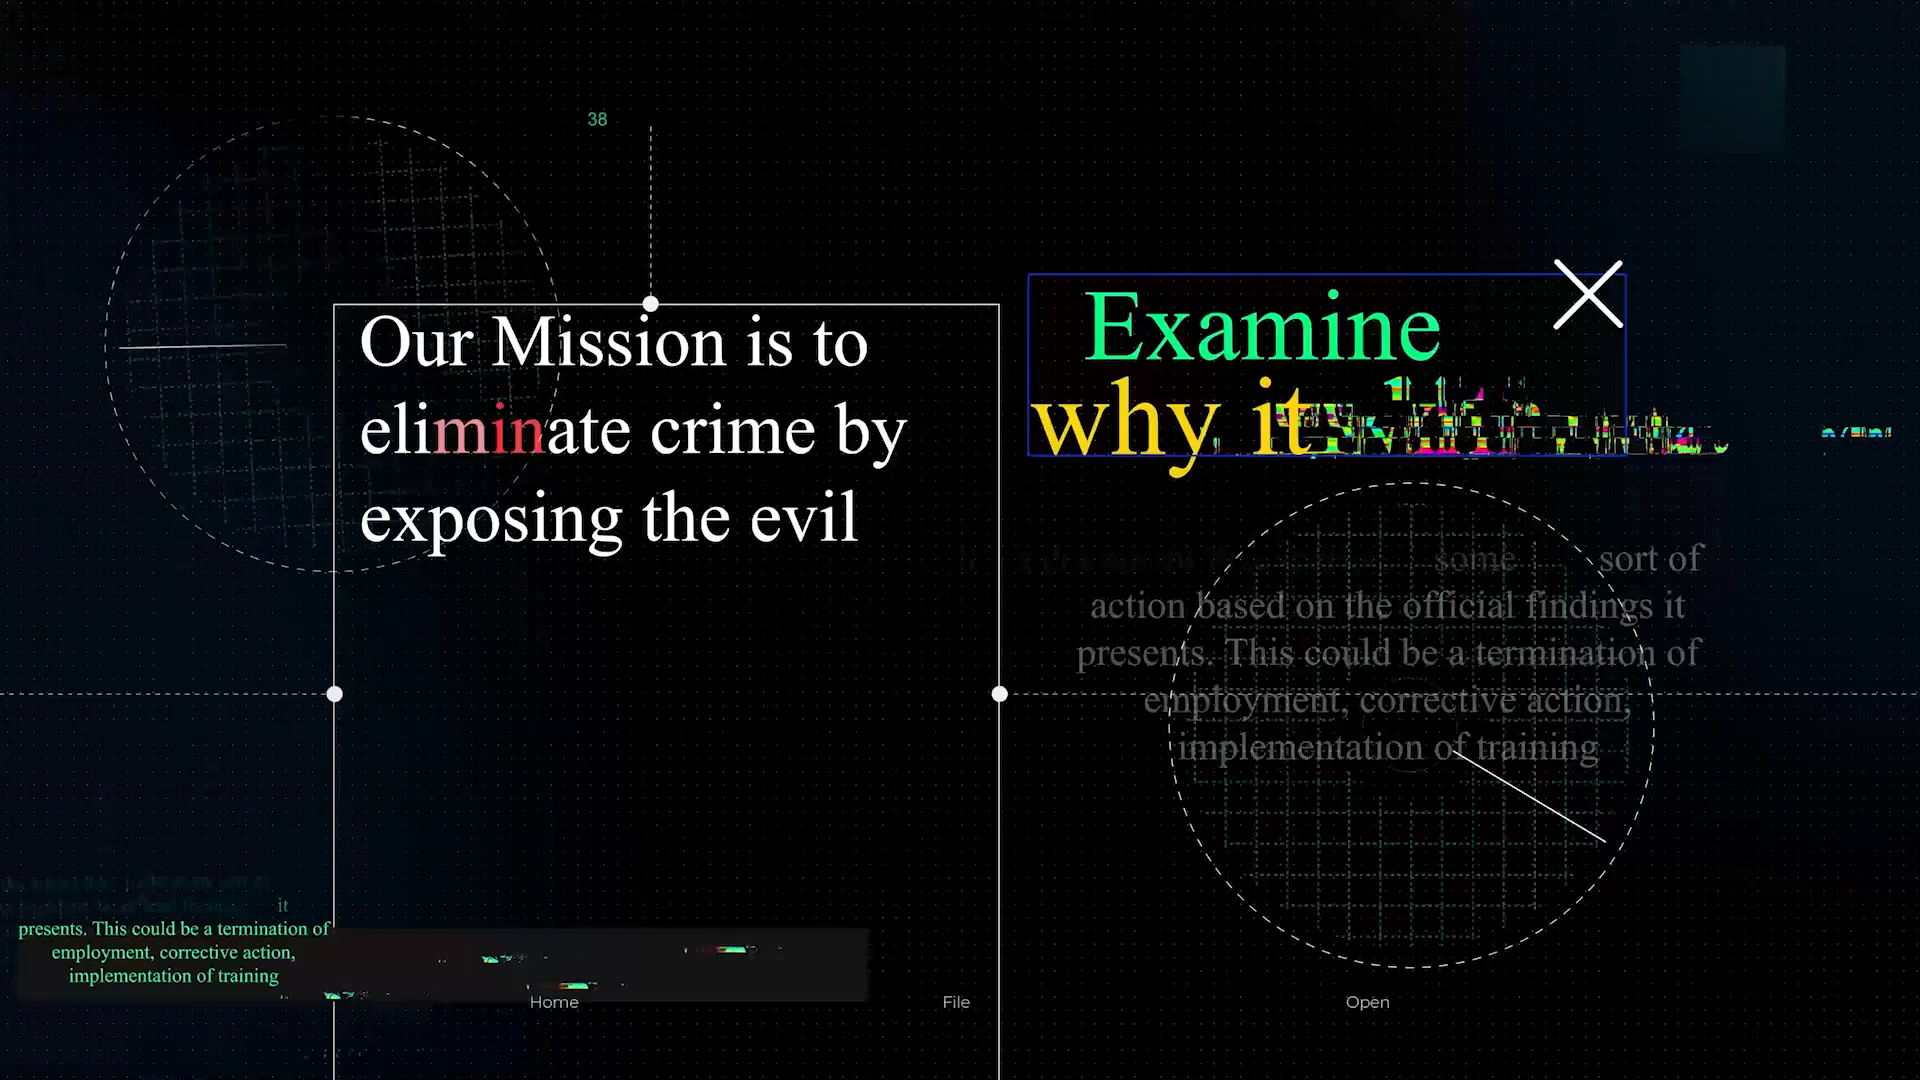 38
Our Mission is to
eliminate crime by
exposing the evil
Examine
why it
some sort of
action based on the official findings it
presents. This could be a termination of
employment, corrective action,
implementation of training
it
presents. This could be a termination of
employment, corrective action,
implementation of training
Home
File
Open